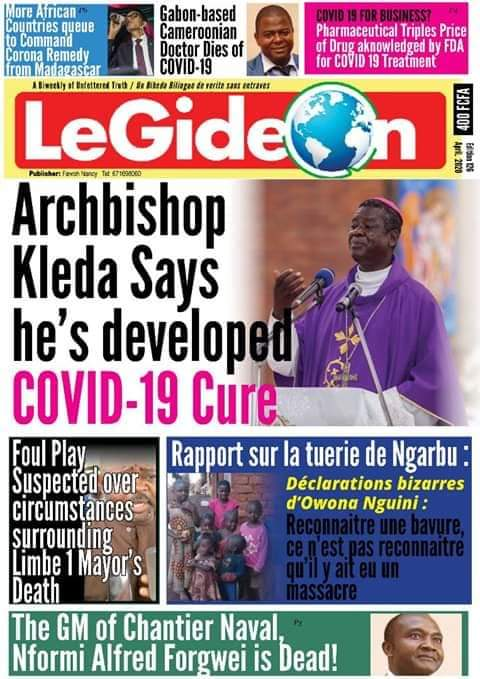 More African
Countries queue
to Command
Corona Remedy
from Madagascar
Gabon-based
Cameroonian
Doctor Dies of
COVID-19
COVID 19 FOR BUSINESS?
Pharmaceutical Triples Price
of Drug aknowledged by FDA
for COVID 19 Treatment
A Biweekly of Unfettered Truth / Un Bihebdo Bilingue de verite sans entraves
400 FCFA
LeGideon
Edition 026
April, 2020
Publisher: Fewoh Nancy Tel: 671698060
Archbishop
Kleda Says
he's developed
COVID-19 Cure
Foul Play
Suspected over
circumstances
surrounding
Limbe 1 Mayor's
Death
Rapport sur la tuerie de Ngarbu :
Déclarations bizarres
d'Owona Nguini :
Reconnaitre une bavure,
ce n'est pas reconnaitre
qu'il y ait eu un
massacre
The GM of Chantier Naval,
Nformi Alfred Forgwei is Dead!
P2